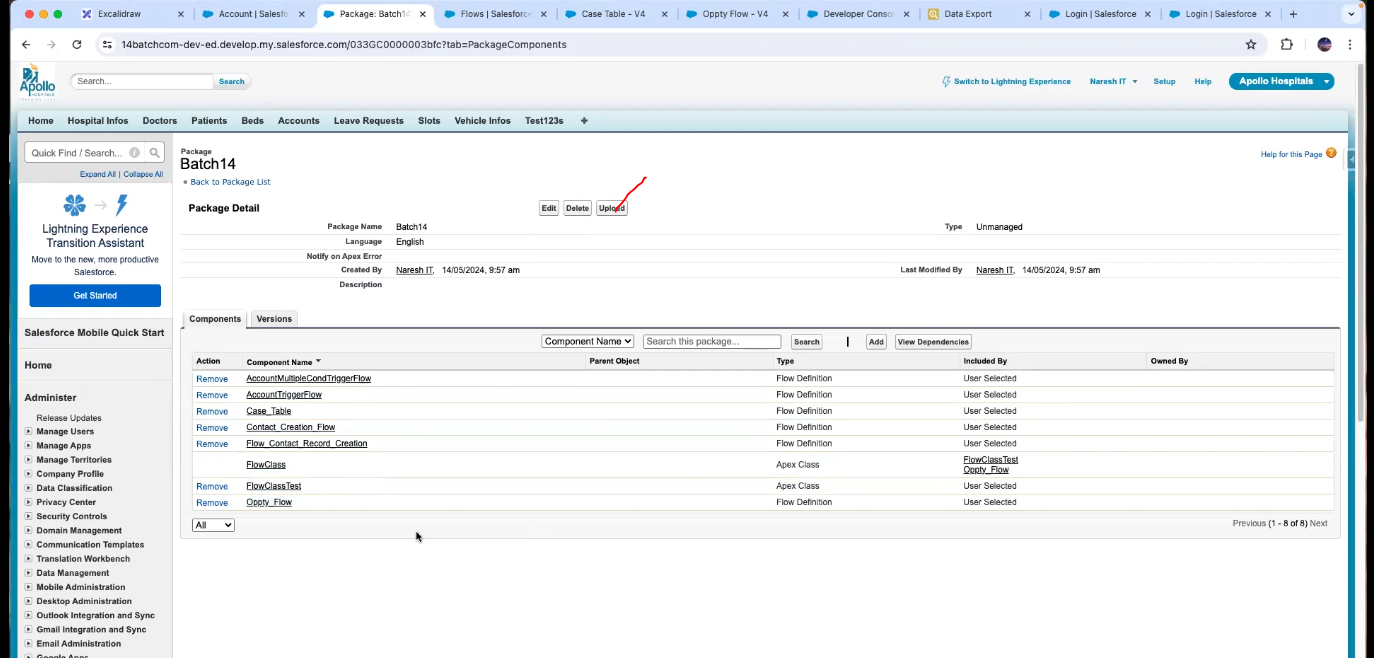 Excalidraw
Account | Salesfo
Package: Batch14
Flows | Salesforc
Case Table - V4
Oppty Flow - V4
Developer Conso
Data Export
Login | Salesforce
Login | Salesforce
14batchcom-dev-ed.develop.my.salesforce.com/033GC0000003bfc?tab=PackageComponents
Apollo
Search...
Search
Switch to Lightning Experience
Naresh IT
Setup
Help
Apollo Hospitals
Home Hospital Infos Doctors Patients Beds Accounts Leave Requests Slots Vehicle Infos Test123s +
Quick Find / Search...
Expand All | Collapse All
Lightning Experience
Transition Assistant
Move to the new, more productive
Salesforce.
Get Started
Salesforce Mobile Quick Start
Home
Administer
Release Updates
Manage Users
Manage Apps
Manage Territories
Company Profile
Data Classification
Privacy Center
Security Controls
Domain Management
Communication Templates
Translation Workbench
Data Management
Mobile Administration
Desktop Administration
Outlook Integration and Sync
Gmail Integration and Sync
Email Administration
Google Apps
Package
Batch14
Help for this Page
« Back to Package List
Package Detail Edit Delete Upload
Package Name Batch14 Type Unmanaged
Language English
Notify on Apex Error
Created By Naresh IT, 14/05/2024, 9:57 am Last Modified By Naresh IT, 14/05/2024, 9:57 am
Description
Components Versions
Component Name Search this package... Search | Add View Dependencies
Action Component Name Parent Object Type Included By Owned By
Remove AccountMultipleCondTriggerFlow Flow Definition User Selected
Remove AccountTriggerFlow Flow Definition User Selected
Remove Case_Table Flow Definition User Selected
Remove Contact_Creation_Flow Flow Definition User Selected
Remove Flow_Contact_Record_Creation Flow Definition User Selected
FlowClass Apex Class FlowClassTest
Oppty_Flow
Remove FlowClassTest Apex Class User Selected
Remove Oppty_Flow Flow Definition User Selected
All
Previous (1 - 8 of 8) Next